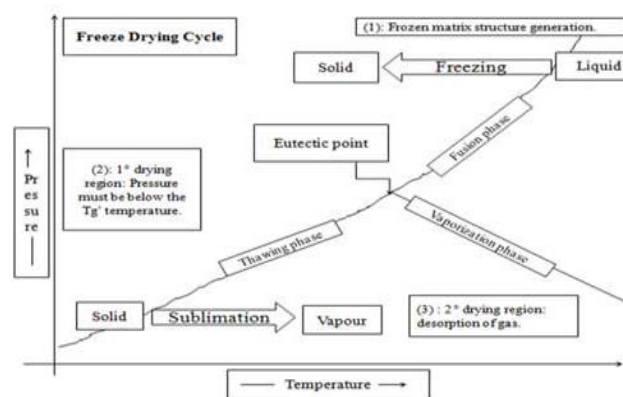 Freeze Drying Cycle
(1): Frozen matrix structure generation.
Solid
Freezing
Liquid
Eutectic point
Fusion phase
(2): 1° drying
region: Pressure
must be below the
Tg' temperature.
Pr
es
sure
Thawing phase
Vaporization phase
Solid
Sublimation
Vapour
(3) : 2° drying region:
desorption of gas.
Temperature